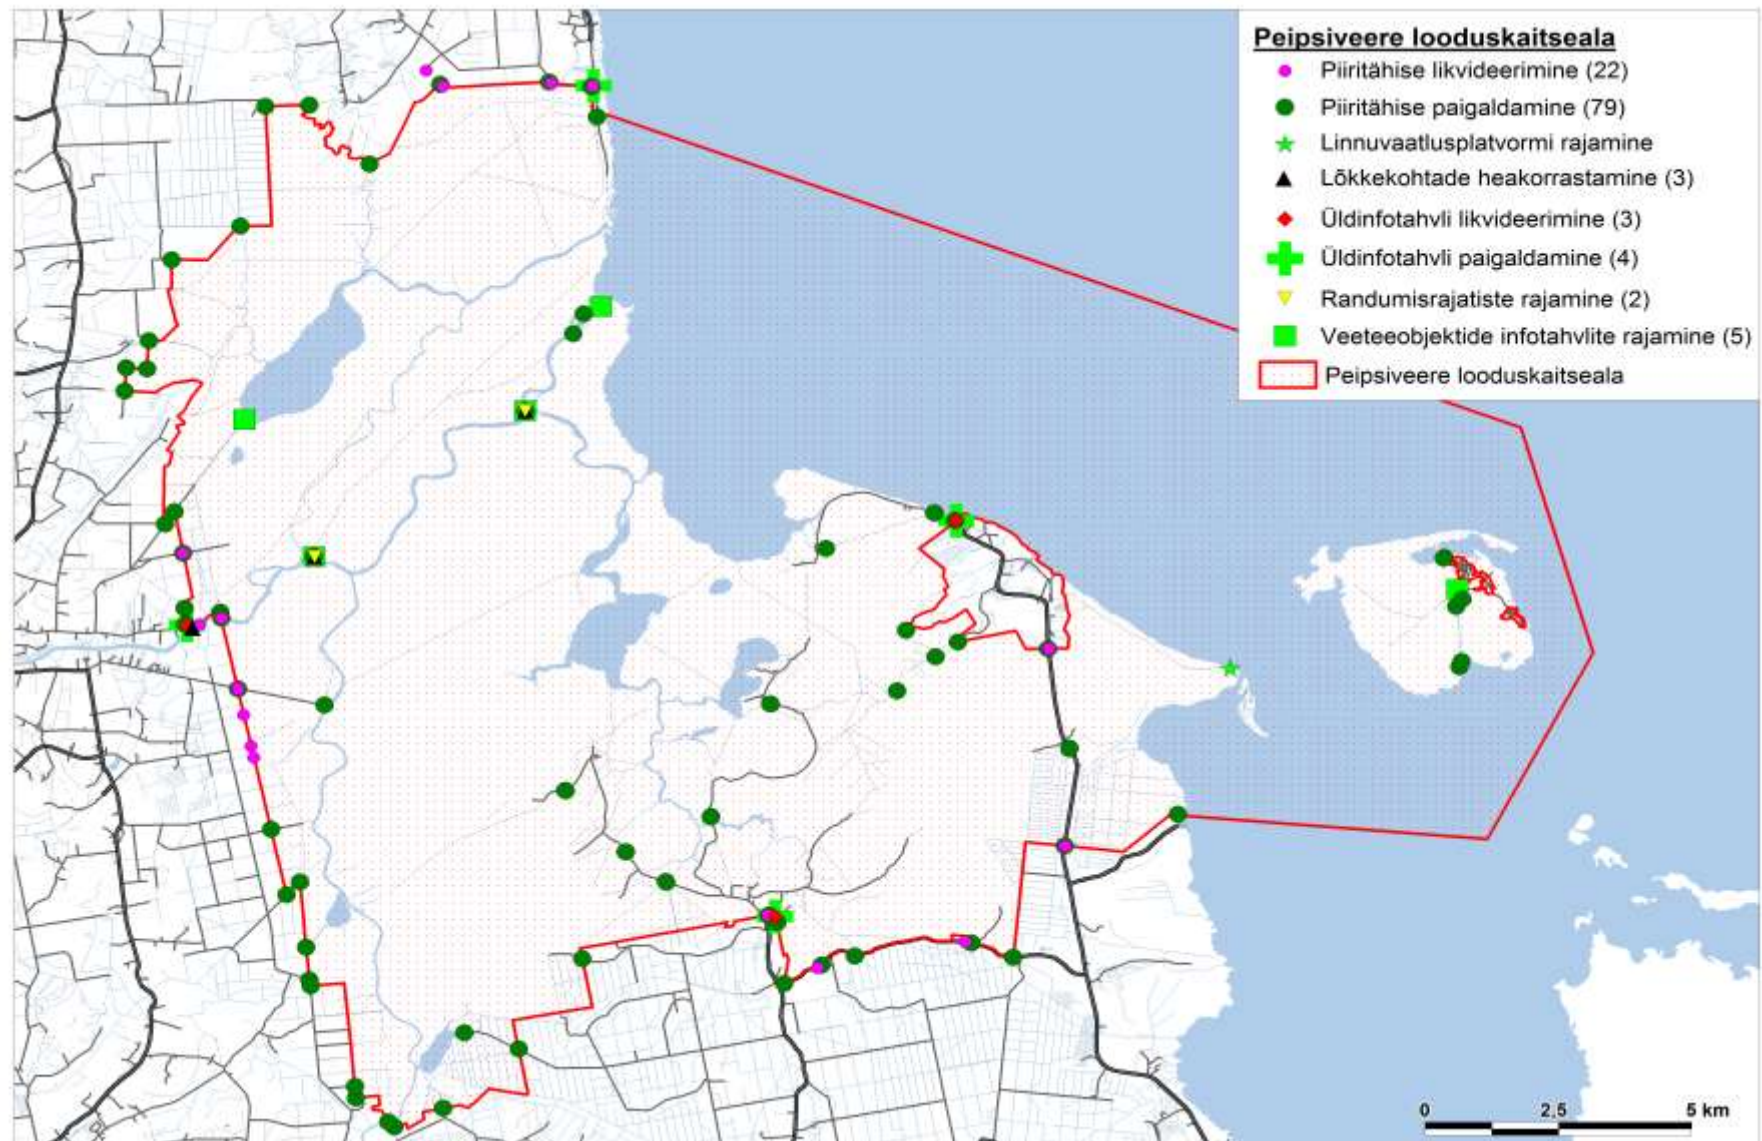 Peipsiveere looduskaitseala
Piiritähise likvideerimine (22)
Piiritähise paigaldamine (79)
Linnuvaatlusplatvormi rajamine
Lõkkekohtade heakorrastamine (3)
Üldinfotahvli likvideerimine (3)
Üldinfotahvli paigaldamine (4)
Randumisrajatiste rajamine (2)
Veeteeobjektide infotahvlite rajamine (5)
Peipsiveere looduskaitseala
0 2,5 5 km